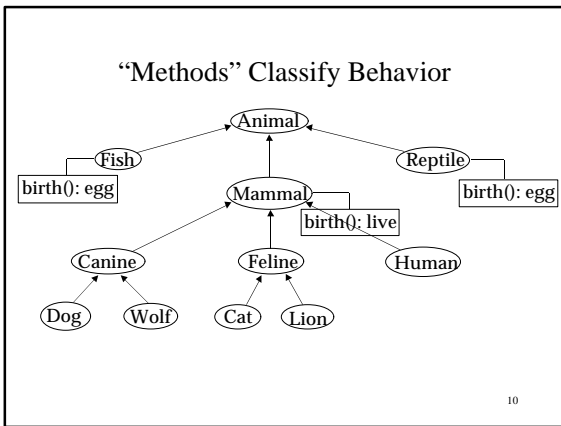 “Methods” Classify Behavior
Animal
Fish
Reptile
birth(): egg
Mammal
birth(): egg
birth(): live
Canine
Feline
Human
Dog
Wolf
Cat
Lion
10